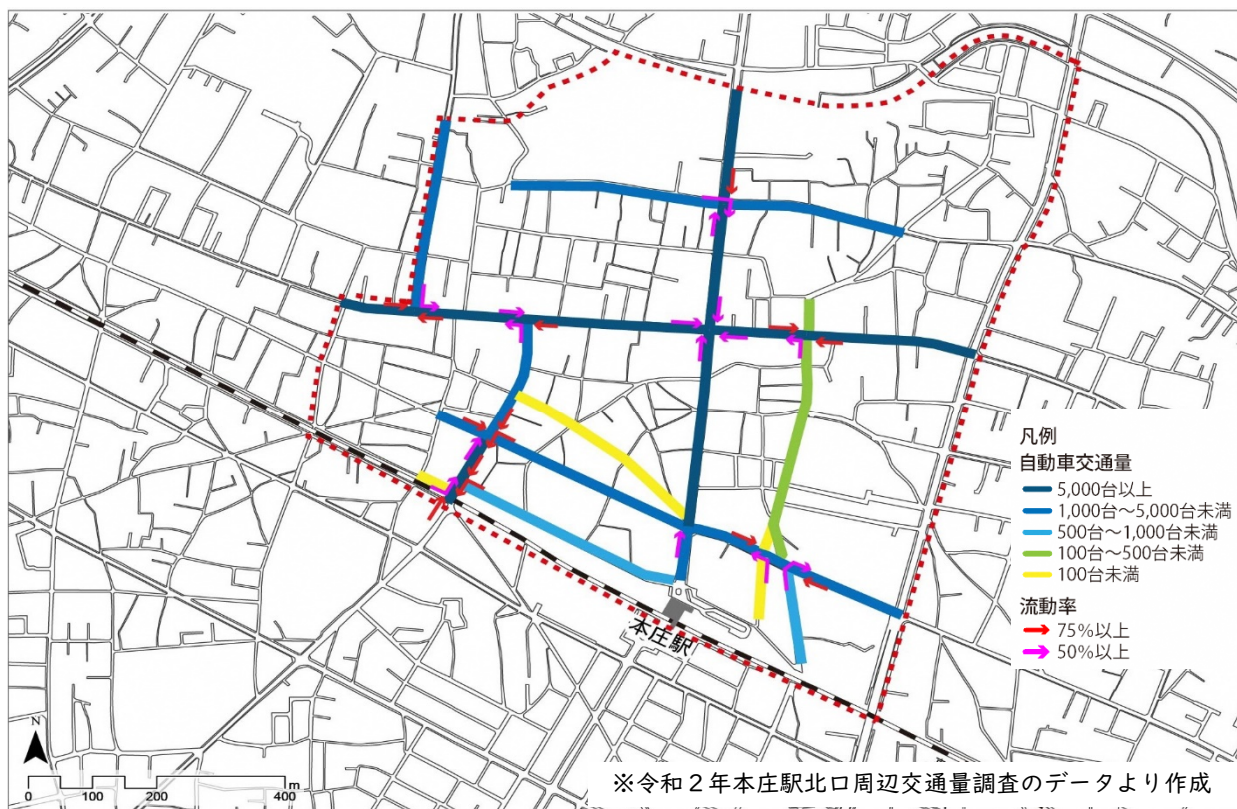 凡例
自動車交通量
5,000台以上
1,000台～5,000台未満
500台～1,000台未満
100台～500台未満
100台未満
流動率
75%以上
50%以上
本庄駅
N
0 100 200 400 m
※令和２年本庄駅北口周辺交通量調査のデータより作成